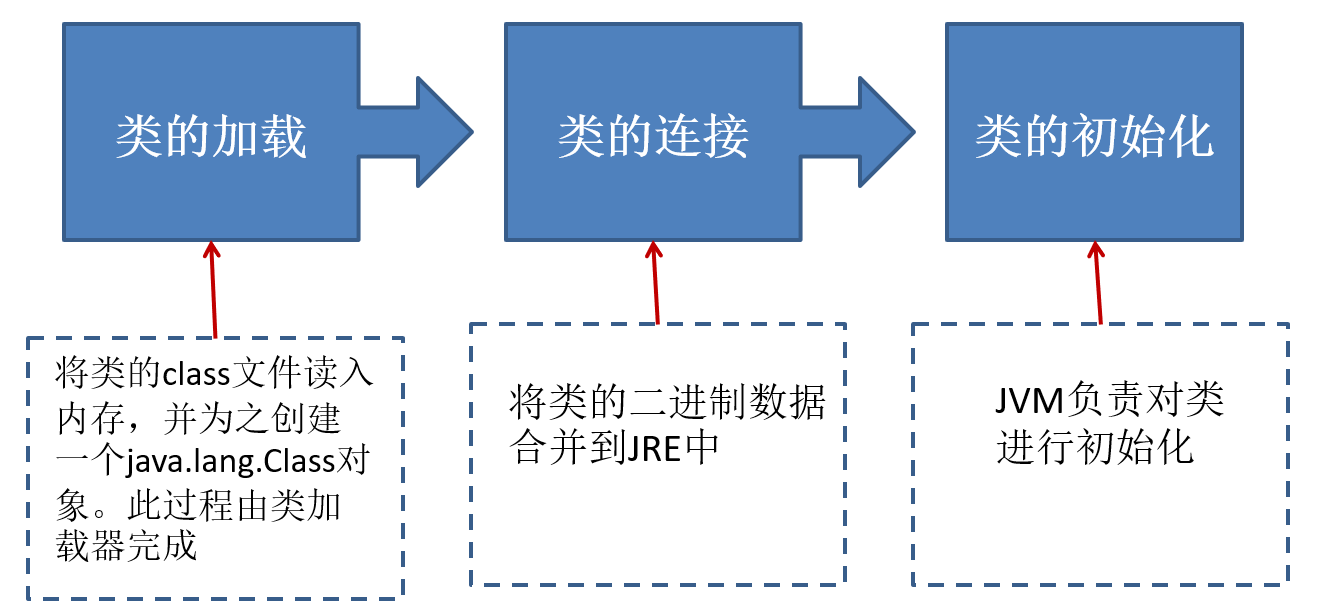 类的加载
类的连接
类的初始化
将类的class文件读入
内存，并为之创建
一个java.lang.Class对
象。此过程由类加
载器完成
将类的二进制数据
合并到JRE中
JVM负责对类
进行初始化